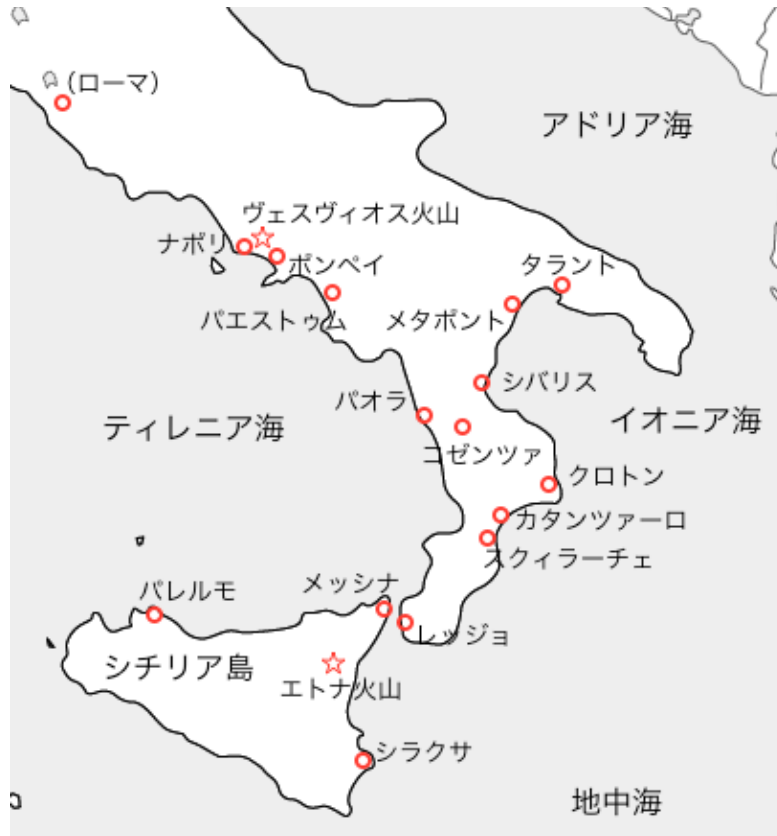 (ローマ)
アドリア海
ヴェスヴィオス火山
ナポリ
ポンペイ
タラント
パエストゥム
メタポント
シバリス
パオラ
イオニア海
ティレニア海
コゼンツァ
クロトン
カタンツァーロ
スクィラーチェ
メッシナ
パレルモ
レッジョ
シチリア島
エトナ火山
シラクサ
地中海